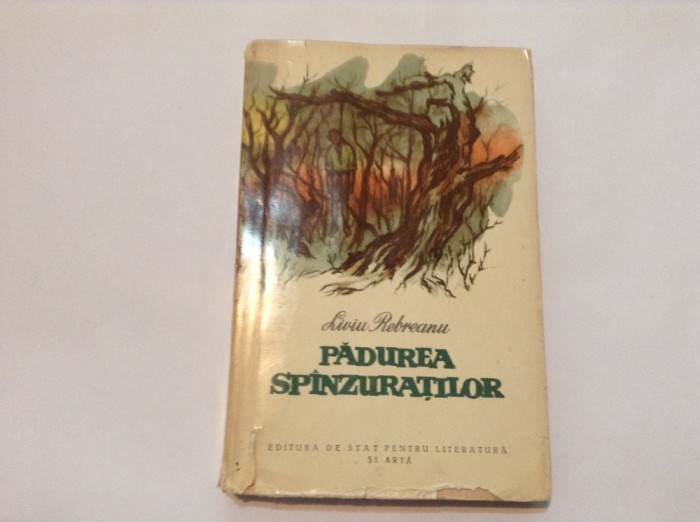 Liviu Rebreanu
PĂDUREA
SPÎNZURAȚILOR
EDITURA DE STAT PENTRU LITERATURĂ
ȘI ARTĂ